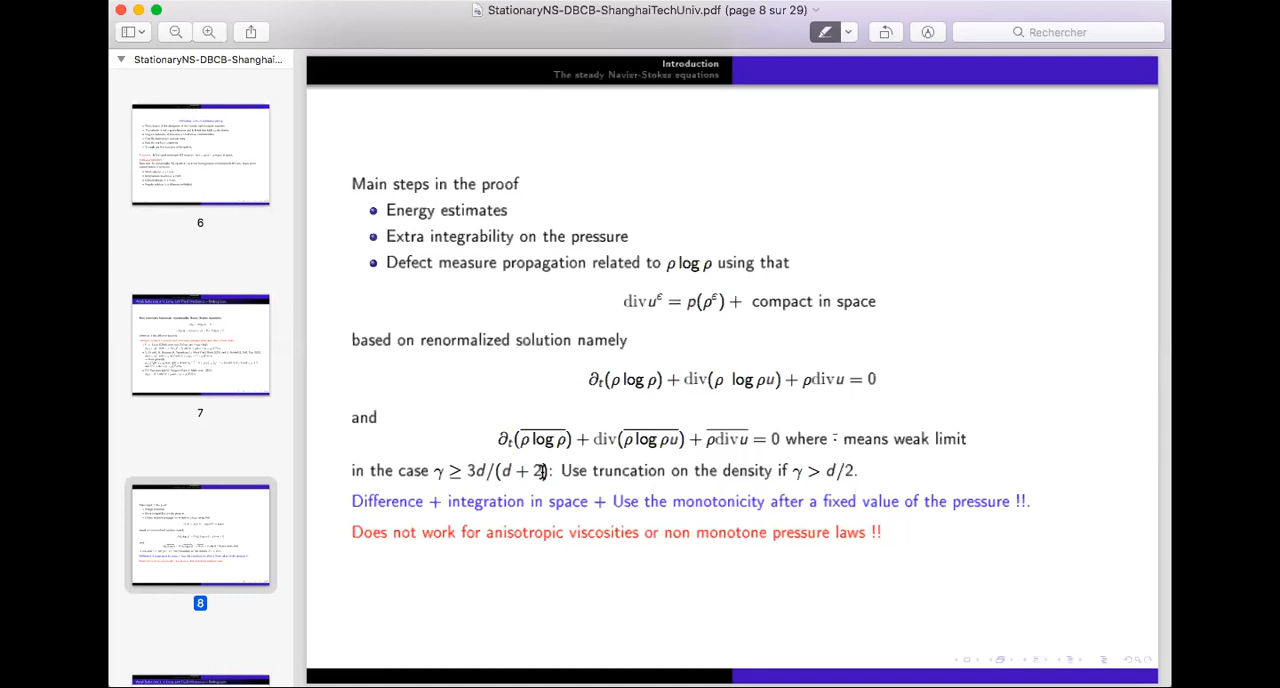 StationaryNS-DBCB-ShanghaiTechUniv.pdf (page 8 sur 29)
Rechercher
StationaryNS-DBCB-Shanghai...
6
7
8
Introduction
The steady Navier-Stokes equations
Main steps in the proof
Energy estimates
Extra integrability on the pressure
Defect measure propagation related to ρ log ρ using that
div u^ε = p(ρ^ε) + compact in space
based on renormalized solution namely
∂_t(ρ log ρ) + div(ρ log ρu) + ρdiv u = 0
and
∂_t(\overline{ρ log ρ}) + div(\overline{ρ log ρu}) + \overline{ρdiv u} = 0 where ¯· means weak limit
in the case γ ≥ 3d/(d + 2): Use truncation on the density if γ > d/2.
Difference + integration in space + Use the monotonicity after a fixed value of the pressure !!.
Does not work for anisotropic viscosities or non monotone pressure laws !!